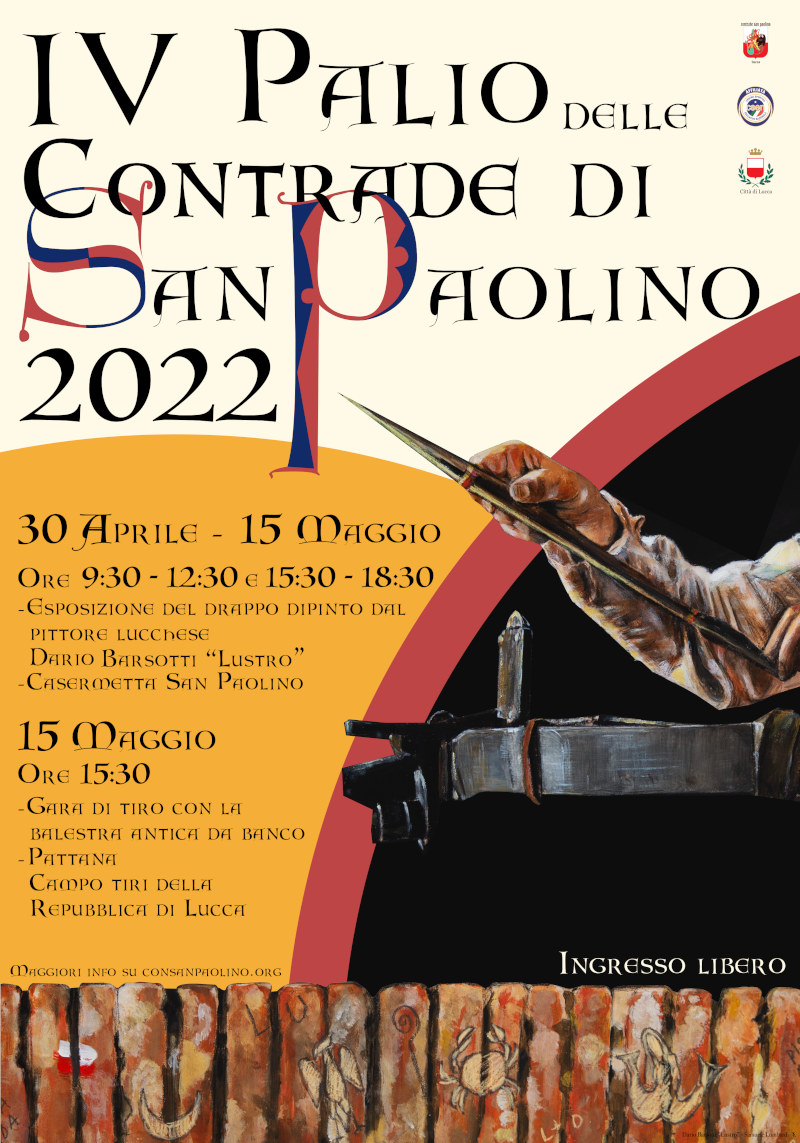 IV Palio delle
Contrade di
San Paolino
2022
30 Aprile - 15 Maggio
Ore 9:30 - 12:30 e 15:30 - 18:30
-Esposizione del drappo dipinto dal
pittore lucchese
Dario Barsotti “Lustro”
-Casermetta San Paolino
15 Maggio
Ore 15:30
-Gara di tiro con la
balestra antica da banco
-Pattana
Campo tiri della
Repubblica di Lucca
Maggiori info su consanpaolino.org
Ingresso libero
Città di Lucca